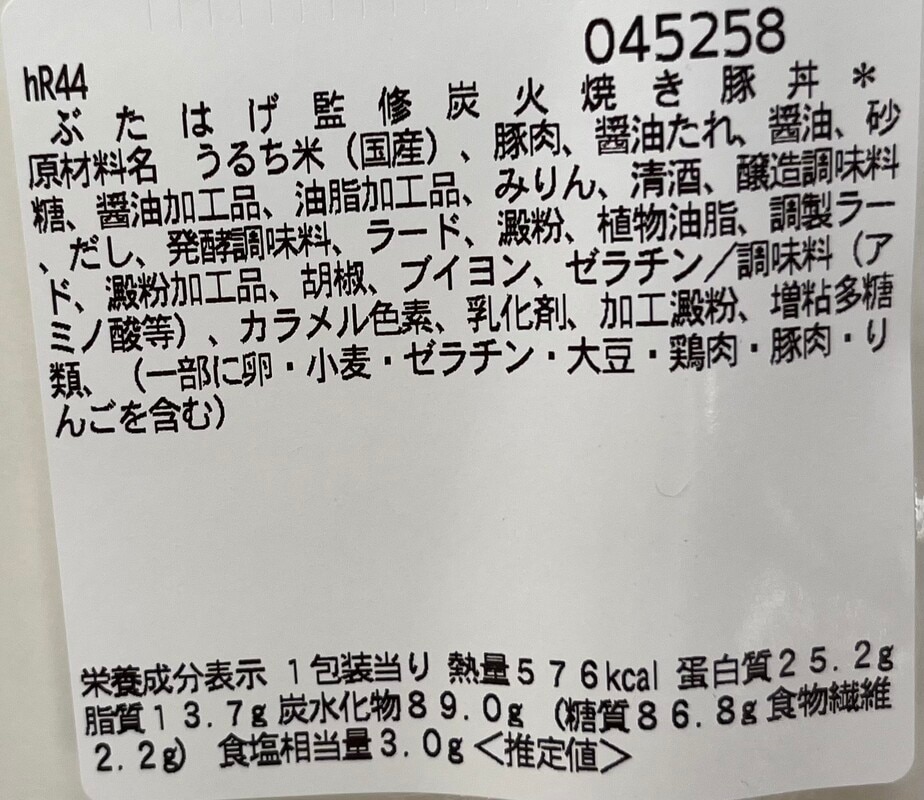 045258
hR44
ぶたはげ監修炭火焼き豚丼＊
原材料名　うるち米（国産）、豚肉、醤油たれ、醤油、砂
糖、醤油加工品、油脂加工品、みりん、清酒、醸造調味料
、だし、発酵調味料、ラード、澱粉、植物油脂、調製ラー
ド、澱粉加工品、胡椒、ブイヨン、ゼラチン／調味料（ア
ミノ酸等）、カラメル色素、乳化剤、加工澱粉、増粘多糖
類、（一部に卵・小麦・ゼラチン・大豆・鶏肉・豚肉・り
んごを含む）
栄養成分表示　１包装当り　熱量５７６kcal　蛋白質２５.２g
脂質１３.７g　炭水化物８９.０g　（糖質８６.８g　食物繊維
２.２g）　食塩相当量３.０g＜推定値＞